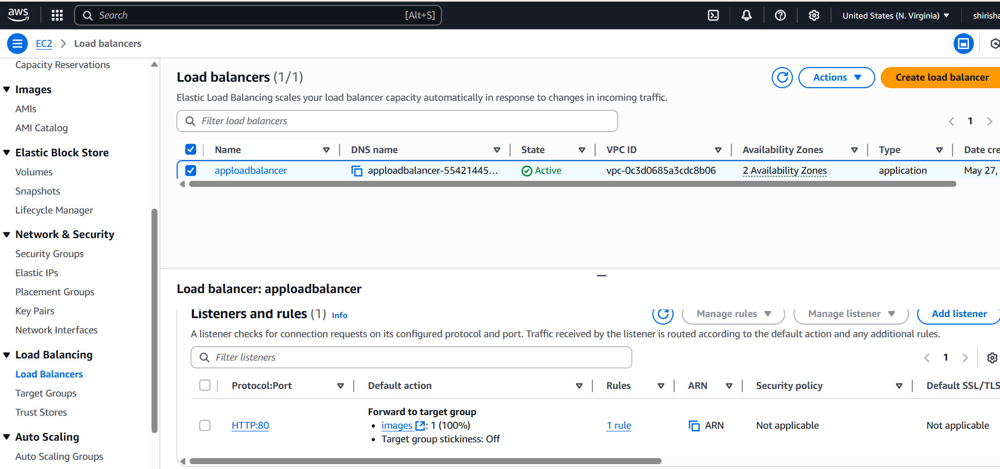 aws
Search [Alt+S]
United States (N. Virginia)
shirisha
EC2 > Load balancers
Capacity Reservations
Images
AMIs
AMI Catalog
Elastic Block Store
Volumes
Snapshots
Lifecycle Manager
Network & Security
Security Groups
Elastic IPs
Placement Groups
Key Pairs
Network Interfaces
Load Balancing
Load Balancers
Target Groups
Trust Stores
Auto Scaling
Auto Scaling Groups
Load balancers (1/1)
Actions
Create load balancer
Elastic Load Balancing scales your load balancer capacity automatically in response to changes in incoming traffic.
Filter load balancers
1
Name DNS name State VPC ID Availability Zones Type Date cre
apploadbalancer apploadbalancer-55421445... Active vpc-0c3d0685a3cdc8b06 2 Availability Zones application May 27,
Load balancer: apploadbalancer
Listeners and rules (1) Info
Manage rules
Manage listener
Add listener
A listener checks for connection requests on its configured protocol and port. Traffic received by the listener is routed according to the default action and any additional rules.
Filter listeners
1
Protocol:Port Default action Rules ARN Security policy Default SSL/TLS
Forward to target group
HTTP:80 • images : 1 (100%) 1 rule ARN Not applicable Not applicable
• Target group stickiness: Off